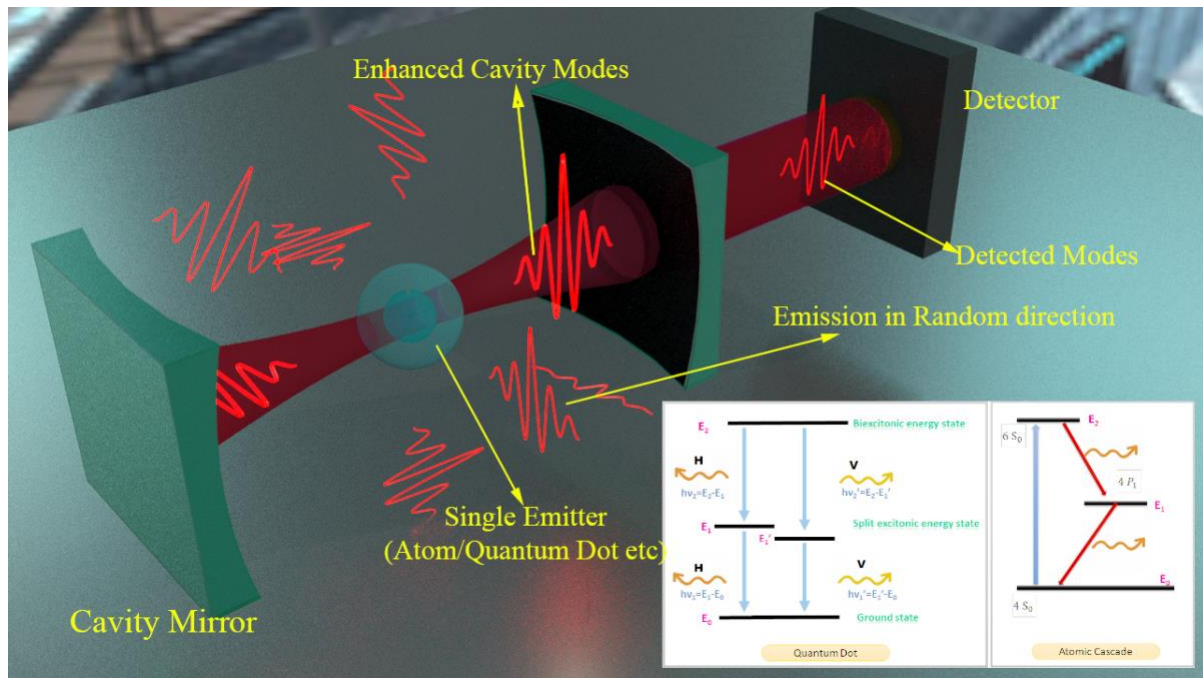 Enhanced Cavity Modes
Detector
Detected Modes
Emission in Random direction
Single Emitter
(Atom/Quantum Dot etc)
Cavity Mirror
E₂
Biexcitonic energy state
H
V
hν₂=E₂-E₁
hν₂'=E₂-E₁'
E₁
E₁'
Split excitonic energy state
H
V
hν₁=E₁-E₀
hν₁'=E₁'-E₀
E₀
Ground state
Quantum Dot
E₂
6 S₀
4 P₁
E₁
E₀
4 S₀
Atomic Cascade